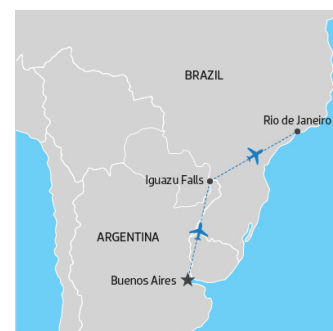 BRAZIL
Rio de Janeiro
Iguazu Falls
ARGENTINA
Buenos Aires